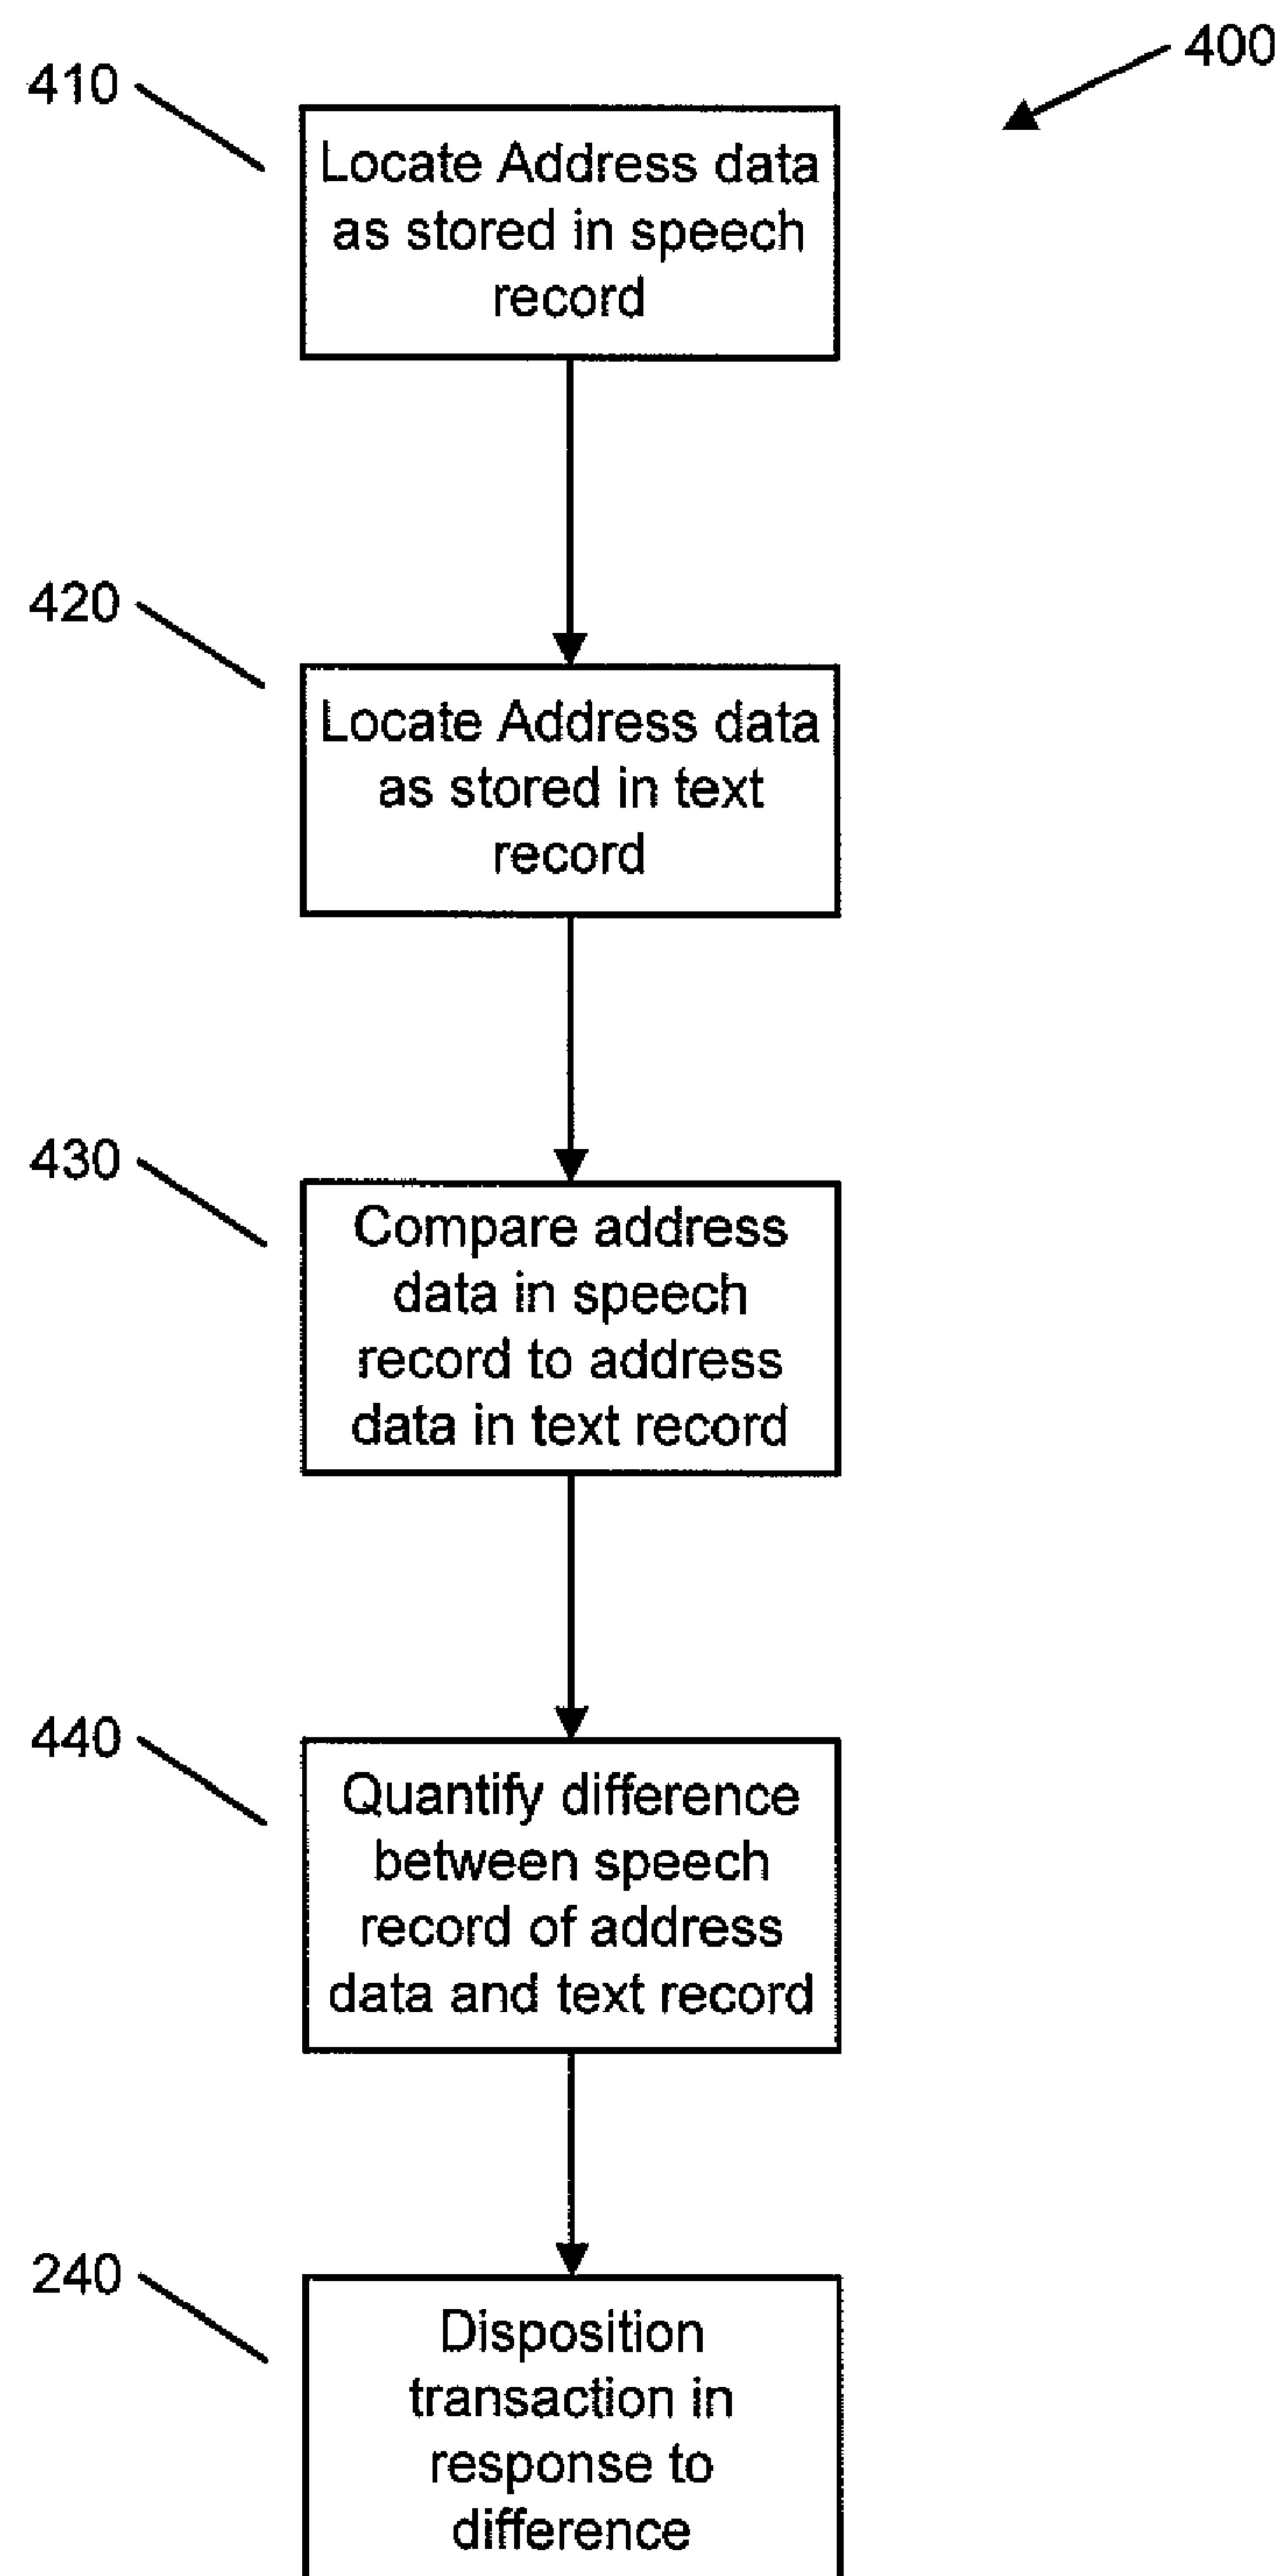 400
410
Locate Address data
as stored in speech
record
420
Locate Address data
as stored in text
record
430
Compare address
data in speech
record to address
data in text record
440
Quantify difference
between speech
record of address
data and text record
240
Disposition
transaction in
response to
difference